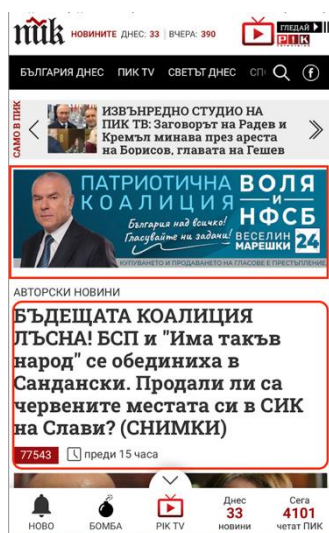 пик НОВИНИТЕ ДНЕС: 33 | ВЧЕРА: 390 ГЛЕДАЙ
PIK
БЪЛГАРИЯ ДНЕС ПИК TV СВЕТЪТ ДНЕС
САМО В ПИК
ИЗВЪНРЕДНО СТУДИО НА
ПИК ТВ: Заговорът на Радев и
Кремъл минава през ареста
на Борисов, главата на Гешев
ПАТРИОТИЧНА ВОЛЯ
КОАЛИЦИЯ И
НФСБ
България над всичко!
Гласувайте ни задачи!
ВЕСЕЛИН
МАРЕШКИ 24
КУПУВАНЕТО И ПРОДАВАНЕТО НА ГЛАСОВЕ Е ПРЕСТЪПЛЕНИЕ
АВТОРСКИ НОВИНИ
БЪДЕЩАТА КОАЛИЦИЯ
ЛЪСНА! БСП и "Има такъв
народ" се обединиха в
Сандански. Продали ли са
червените местата си в СИК
на Слави? (СНИМКИ)
77543 преди 15 часа
НОВО БОМБА PIK TV
Днес
33
новини
Сега
4101
четат ПИК